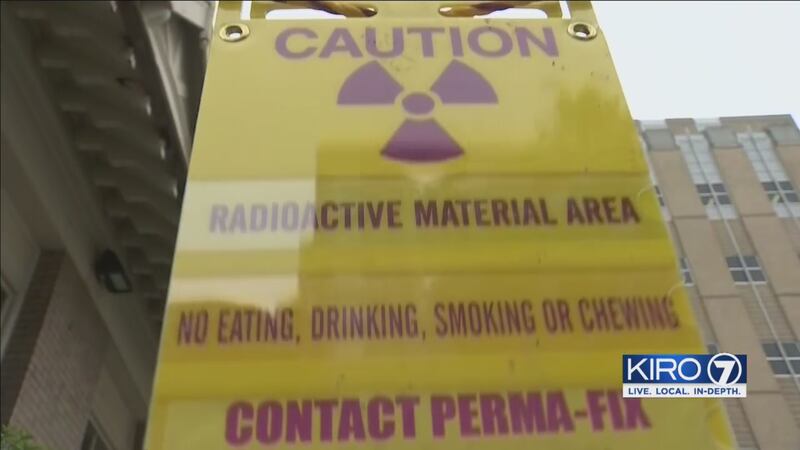 CAUTION
RADIOACTIVE MATERIAL AREA
NO EATING, DRINKING, SMOKING OR CHEWING
CONTACT PERMA-FIX
KIRO 7
LIVE. LOCAL. IN-DEPTH.